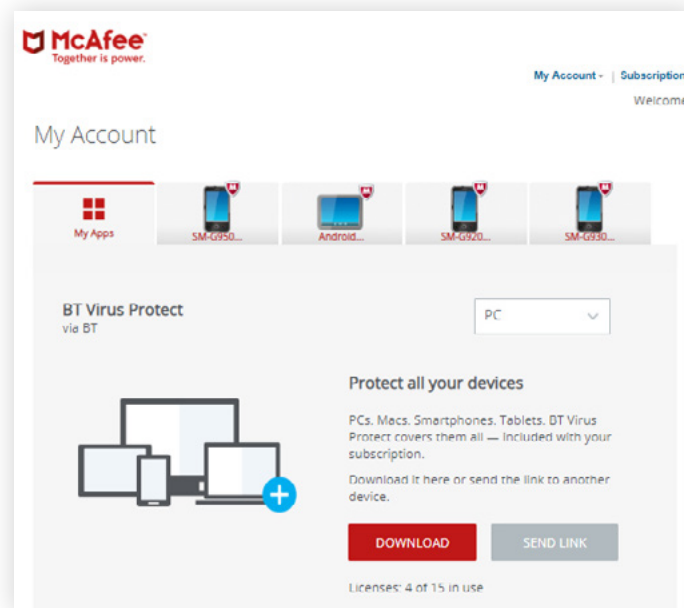 McAfee™
Together is power.
My Account | Subscription
Welcome
My Account
My Apps
SM-G950...
Android...
SM-G920...
SM-G930...
BT Virus Protect
via BT
PC
Protect all your devices
PCs. Macs. Smartphones. Tablets. BT Virus
Protect covers them all — included with your
subscription.
Download it here or send the link to another
device.
DOWNLOAD
SEND LINK
Licenses: 4 of 15 in use